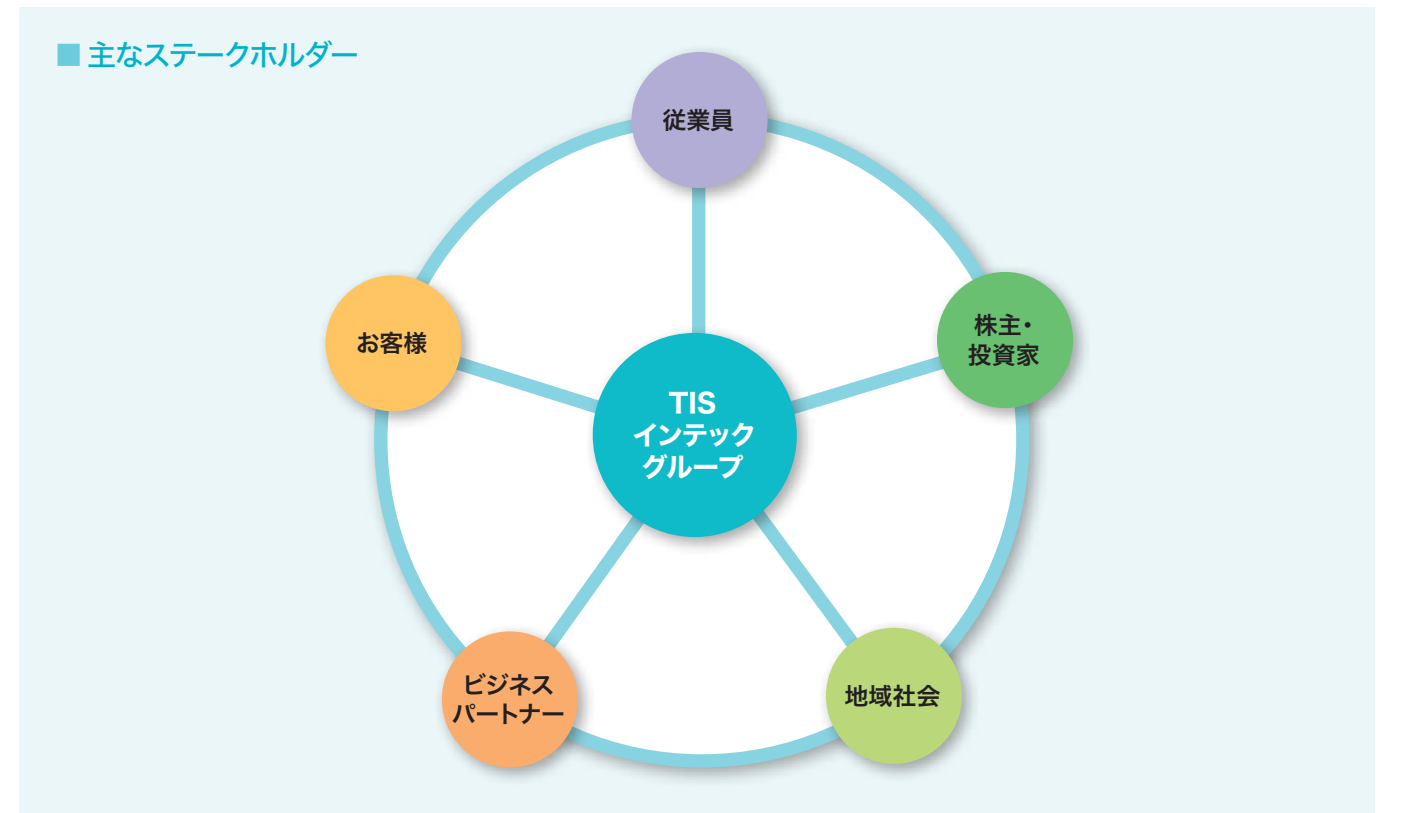 ■ 主なステークホルダー
従業員
お客様
株主・
投資家
TIS
インテック
グループ
ビジネス
パートナー
地域社会